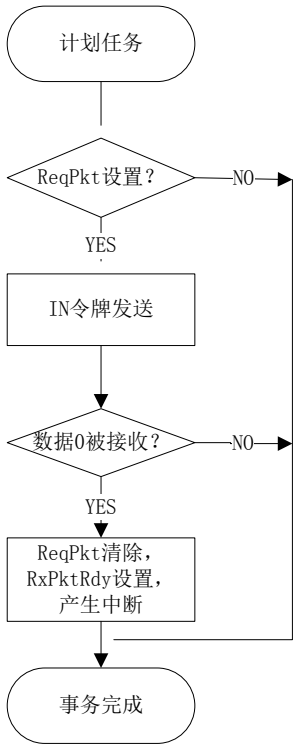 计划任务
ReqPkt设置？
NO
YES
IN令牌发送
数据0被接收？
NO
YES
ReqPkt清除，
RxPktRdy设置，
产生中断
事务完成